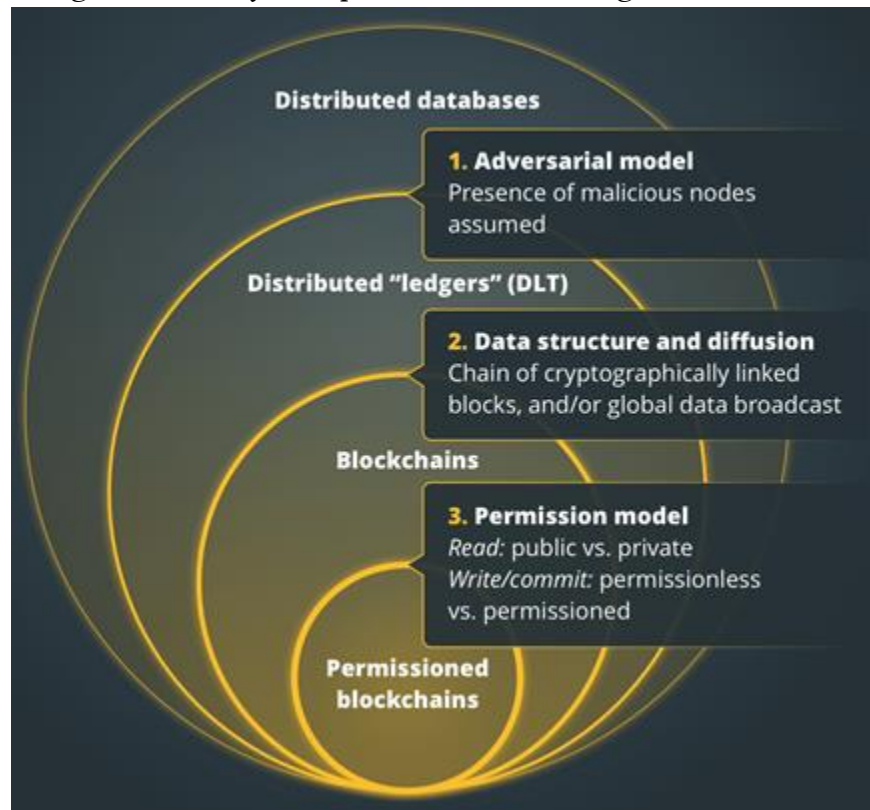 Distributed databases
1. Adversarial model
Presence of malicious nodes
assumed
Distributed “ledgers” (DLT)
2. Data structure and diffusion
Chain of cryptographically linked
blocks, and/or global data broadcast
Blockchains
3. Permission model
Read: public vs. private
Write/commit: permissionless
vs. permissioned
Permissioned
blockchains